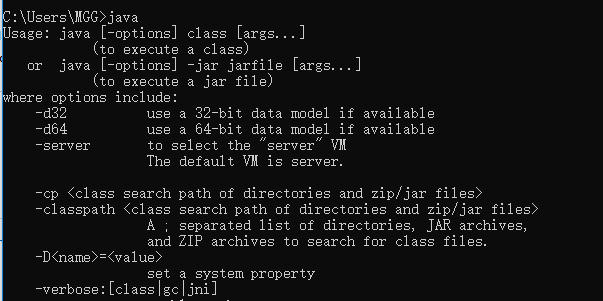 C:\Users\MGG>java
Usage: java [-options] class [args...]
(to execute a class)
or java [-options] -jar jarfile [args...]
(to execute a jar file)
where options include:
-d32 use a 32-bit data model if available
-d64 use a 64-bit data model if available
-server to select the "server" VM
The default VM is server.
-cp <class search path of directories and zip/jar files>
-classpath <class search path of directories and zip/jar files>
A ; separated list of directories, JAR archives,
and ZIP archives to search for class files.
-D<name>=<value>
set a system property
-verbose:[class|gc|jni]